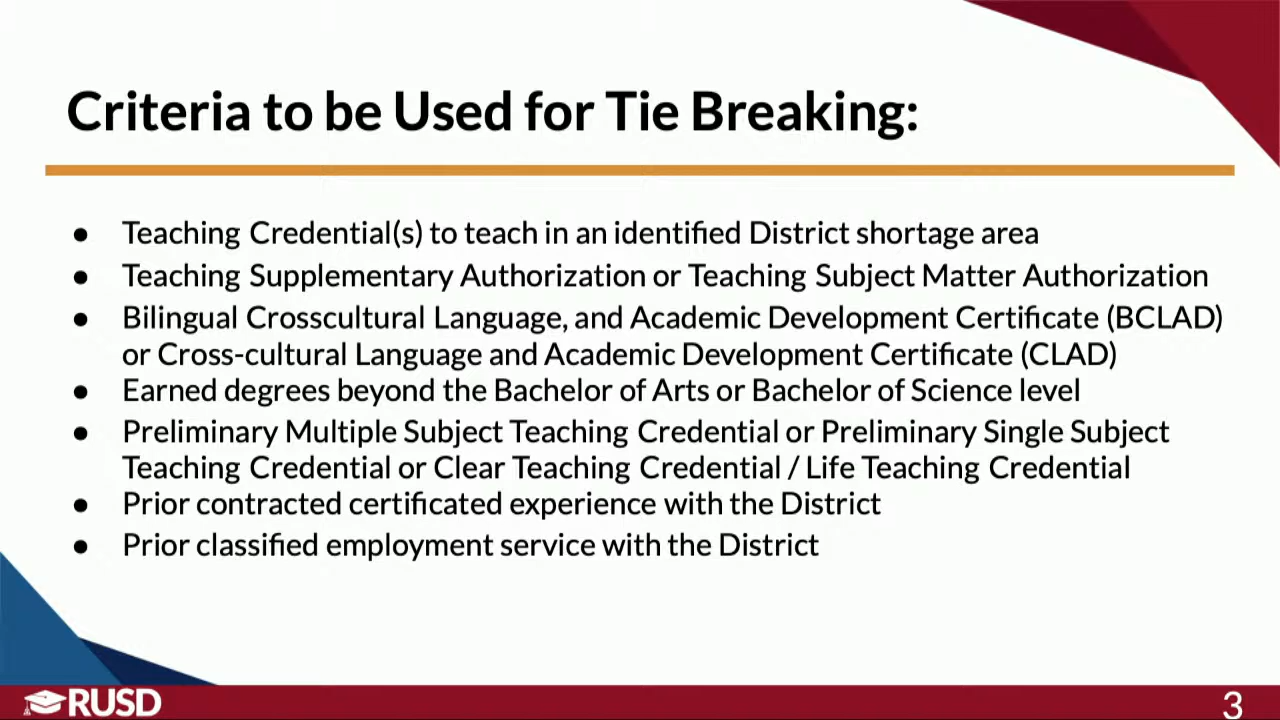 Criteria to be Used for Tie Breaking:
● Teaching Credential(s) to teach in an identified District shortage area
● Teaching Supplementary Authorization or Teaching Subject Matter Authorization
● Bilingual Crosscultural Language, and Academic Development Certificate (BCLAD)
or Cross-cultural Language and Academic Development Certificate (CLAD)
● Earned degrees beyond the Bachelor of Arts or Bachelor of Science level
● Preliminary Multiple Subject Teaching Credential or Preliminary Single Subject
Teaching Credential or Clear Teaching Credential / Life Teaching Credential
● Prior contracted certificated experience with the District
● Prior classified employment service with the District
RUSD
3